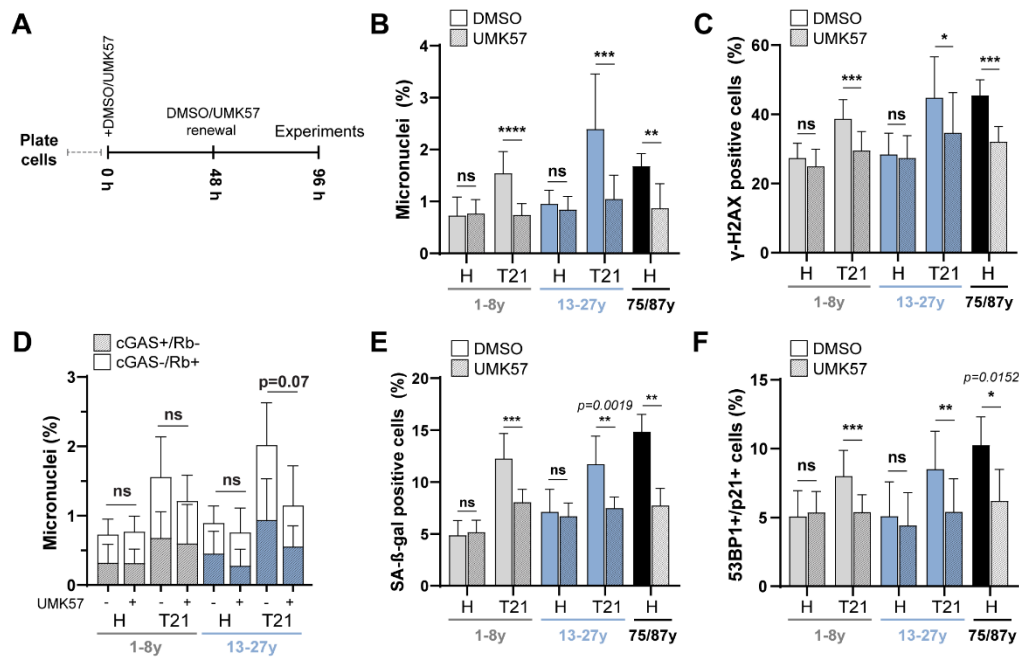 A
+DMSO/UMK57
DMSO/UMK57
renewal
Experiments
Plate
cells
0 h
48 h
96 h
B
DMSO
UMK57
Micronuclei (%)
4
3
2
1
0
ns
****
ns
***
**
H T21 H T21 H
1-8y 13-27y 75/87y
C
DMSO
UMK57
γ-H2AX positive cells (%)
60
40
20
0
ns
***
ns
*
***
H T21 H T21 H
1-8y 13-27y 75/87y
D
cGAS+/Rb-
cGAS-/Rb+
Micronuclei (%)
3
2
1
0
ns
ns
ns
p=0.07
UMK57 - + - + - + - +
H T21 H T21
1-8y 13-27y
E
DMSO
UMK57
SA-ß-gal positive cells (%)
20
15
10
5
0
ns
***
ns
p=0.0019
**
**
H T21 H T21 H
1-8y 13-27y 75/87y
F
DMSO
UMK57
53BP1+/p21+ cells (%)
15
10
5
0
ns
***
ns
**
p=0.0152
*
H T21 H T21 H
1-8y 13-27y 75/87y